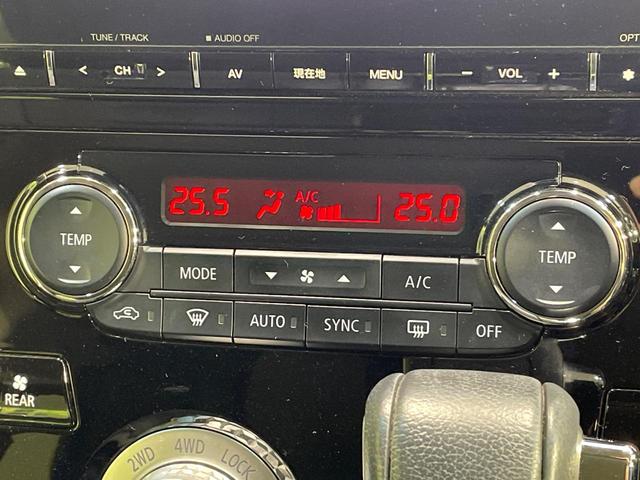 TUNE / TRACK
AUDIO OFF
OPT
< CH >
AV
現在地
MENU
− VOL +
25.5
A/C
25.0
TEMP
TEMP
MODE
A/C
AUTO
SYNC
OFF
REAR
2WD
4WD
LOCK